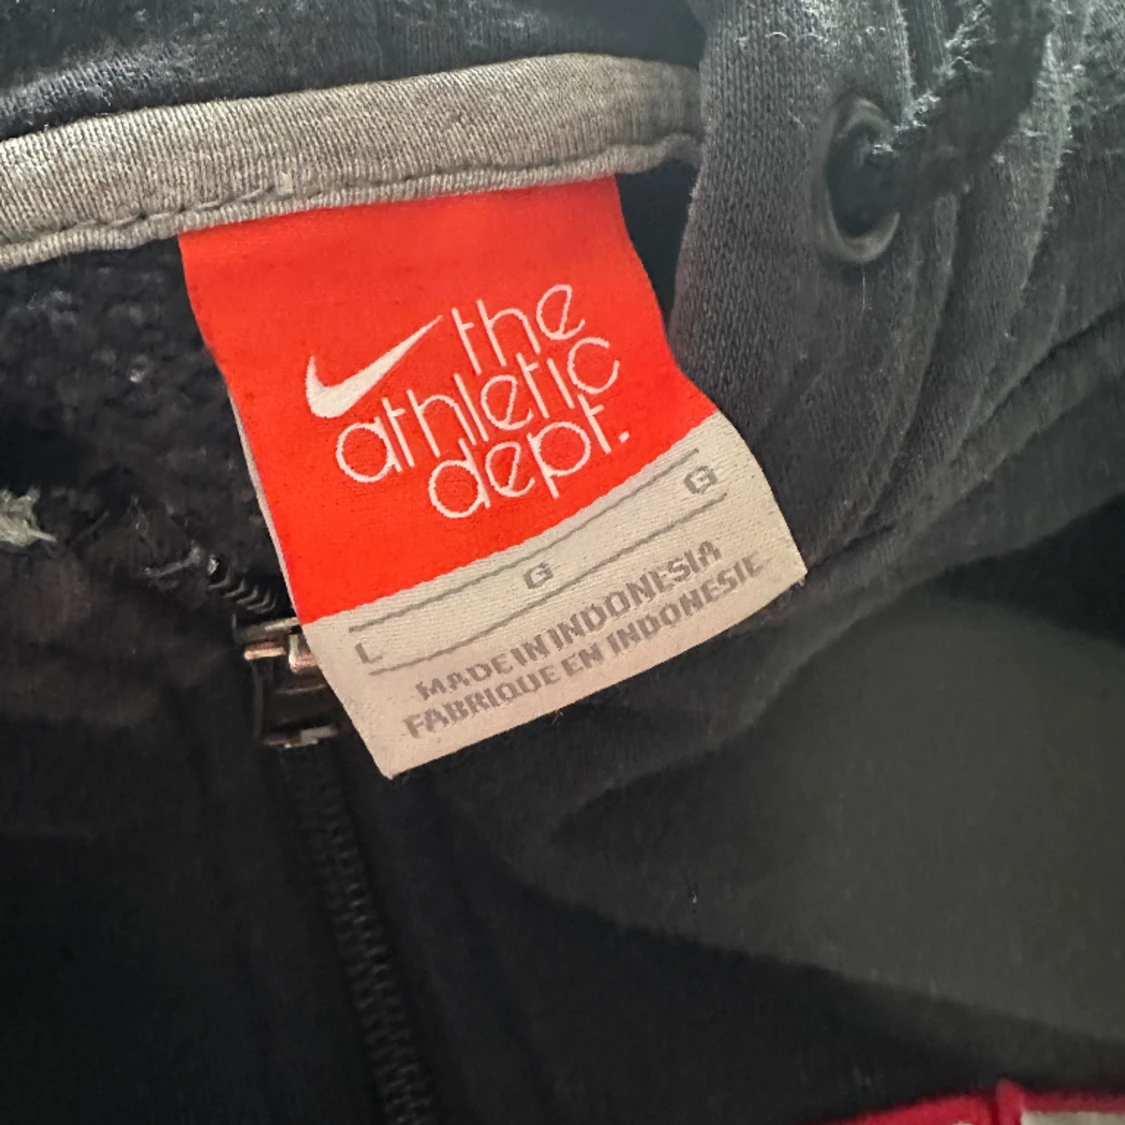 the
athletic
dept.
L G G
MADE IN INDONESIA
FABRIQUE EN INDONESIE